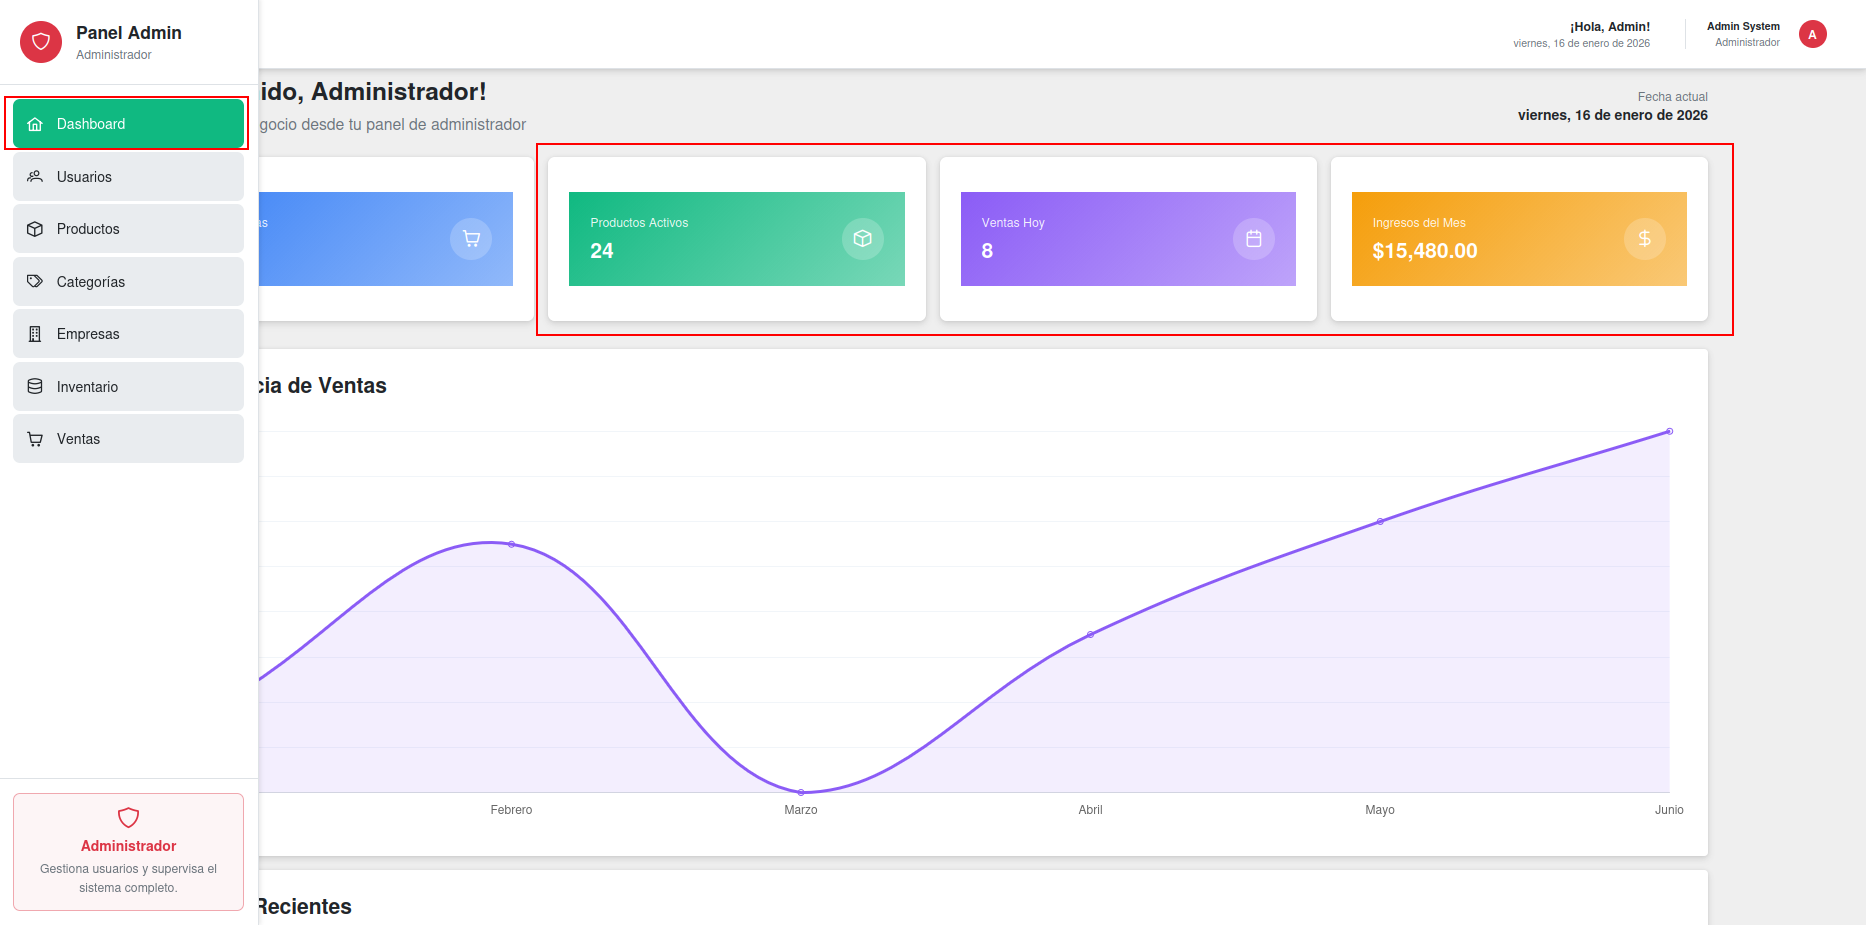 Panel Admin
Administrador
Dashboard
Usuarios
Productos
Categorías
Empresas
Inventario
Ventas
Administrador
Gestiona usuarios y supervisa el
sistema completo.
¡Hola, Admin!
viernes, 16 de enero de 2026
Admin System
Administrador
A
ido, Administrador!
gocio desde tu panel de administrador
Fecha actual
viernes, 16 de enero de 2026
as
Productos Activos
24
Ventas Hoy
8
Ingresos del Mes
$15,480.00
cia de Ventas
Febrero
Marzo
Abril
Mayo
Junio
Recientes